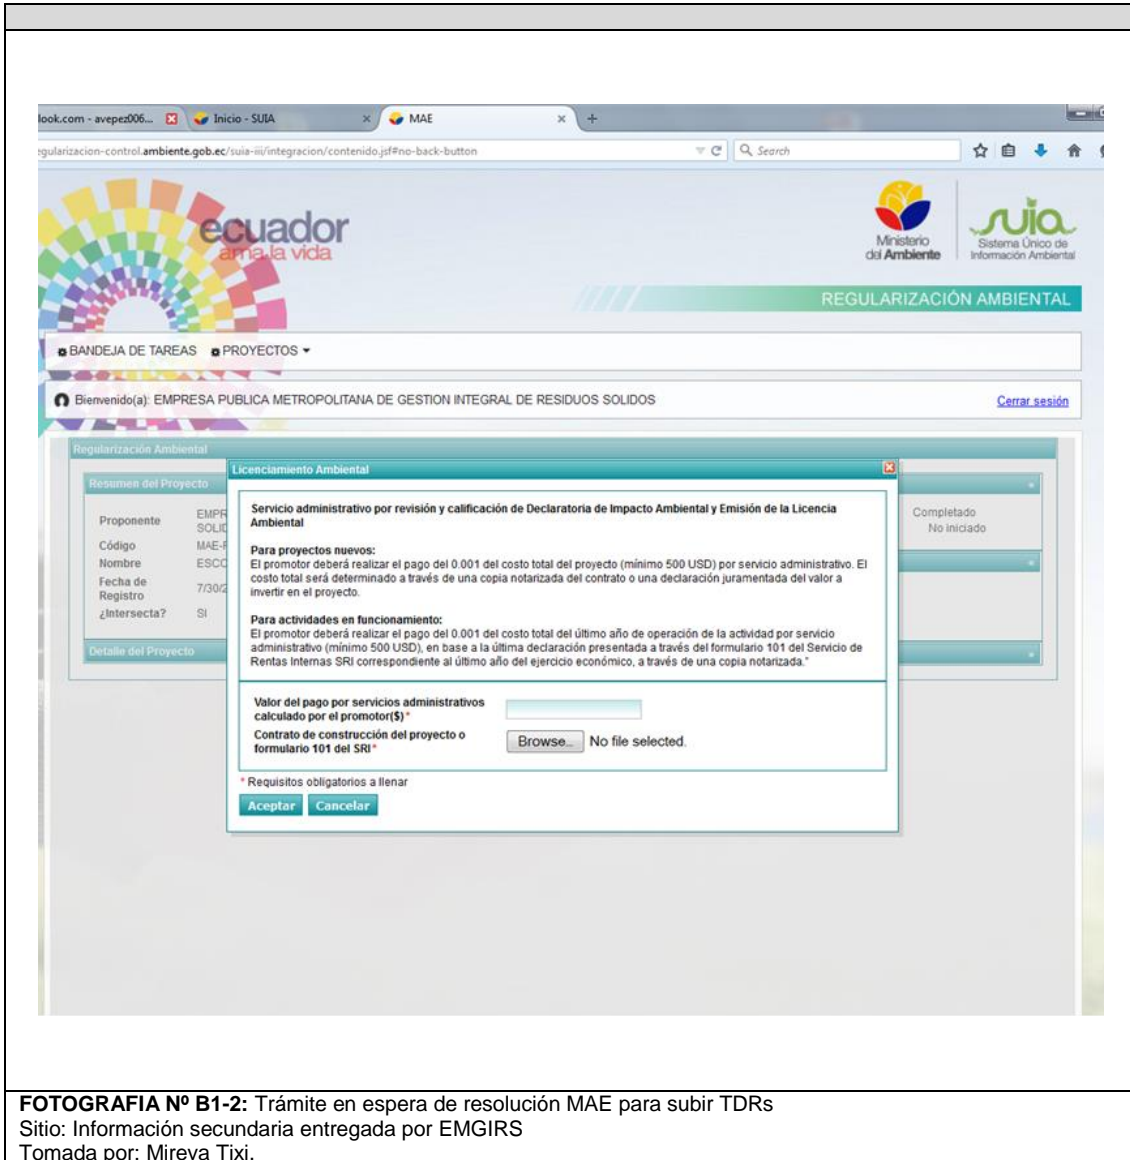 look.com - avepez006...
Inicio - SUIA
MAE
egularizacion-control.ambiente.gob.ec/suia-iii/integracion/contenido.jsf#no-back-button
Search
ecuador
ama la vida
Ministerio
del Ambiente
suia
Sistema Único de
Información Ambiental
REGULARIZACIÓN AMBIENTAL
BANDEJA DE TAREAS PROYECTOS
Bienvenido(a): EMPRESA PUBLICA METROPOLITANA DE GESTION INTEGRAL DE RESIDUOS SOLIDOS
Cerrar sesión
Regularización Ambiental
Resumen del Proyecto
Proponente
EMPR
SOLID
Código
MAE-
Nombre
ESCO
Fecha de
Registro
7/30/2
¿Intersecta?
SI
Detalle del Proyecto
Completado
No iniciado
Licenciamiento Ambiental
Servicio administrativo por revisión y calificación de Declaratoria de Impacto Ambiental y Emisión de la Licencia
Ambiental
Para proyectos nuevos:
El promotor deberá realizar el pago del 0.001 del costo total del proyecto (mínimo 500 USD) por servicio administrativo. El
costo total será determinado a través de una copia notarizada del contrato o una declaración juramentada del valor a
invertir en el proyecto.
Para actividades en funcionamiento:
El promotor deberá realizar el pago del 0.001 del costo total del último año de operación de la actividad por servicio
administrativo (mínimo 500 USD), en base a la última declaración presentada a través del formulario 101 del Servicio de
Rentas Internas SRI correspondiente al último año del ejercicio económico, a través de una copia notarizada."
Valor del pago por servicios administrativos
calculado por el promotor($) *
Contrato de construcción del proyecto o
formulario 101 del SRI *
Browse... No file selected.
* Requisitos obligatorios a llenar
Aceptar Cancelar
FOTOGRAFIA Nº B1-2: Trámite en espera de resolución MAE para subir TDRs
Sitio: Información secundaria entregada por EMGIRS
Tomada por: Mireya Tixi.